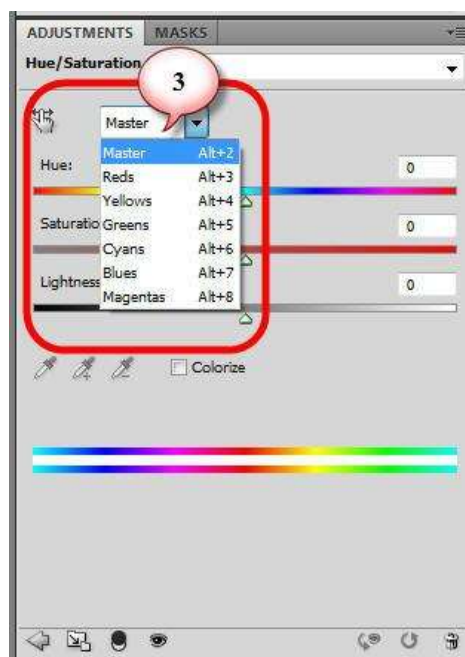 ADJUSTMENTS MASKS
Hue/Saturation
3
Master
Master Alt+2
Hue: 0
Reds Alt+3
Yellows Alt+4
Saturatio 0
Greens Alt+5
Cyans Alt+6
Blues Alt+7
Lightness 0
Magentas Alt+8
Colorize